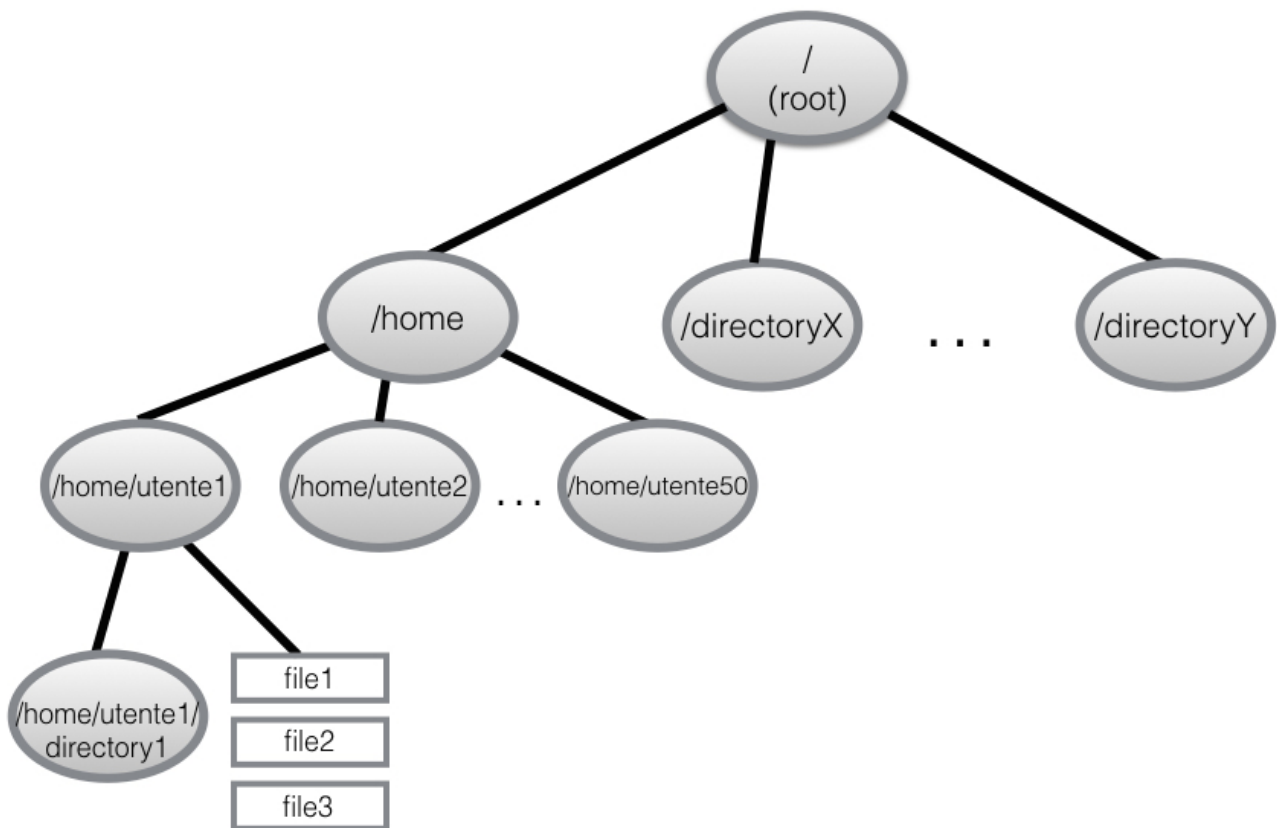 /
(root)
/home
/directoryX
...
/directoryY
/home/utente1
/home/utente2
...
/home/utente50
/home/utente1/
directory1
file1
file2
file3